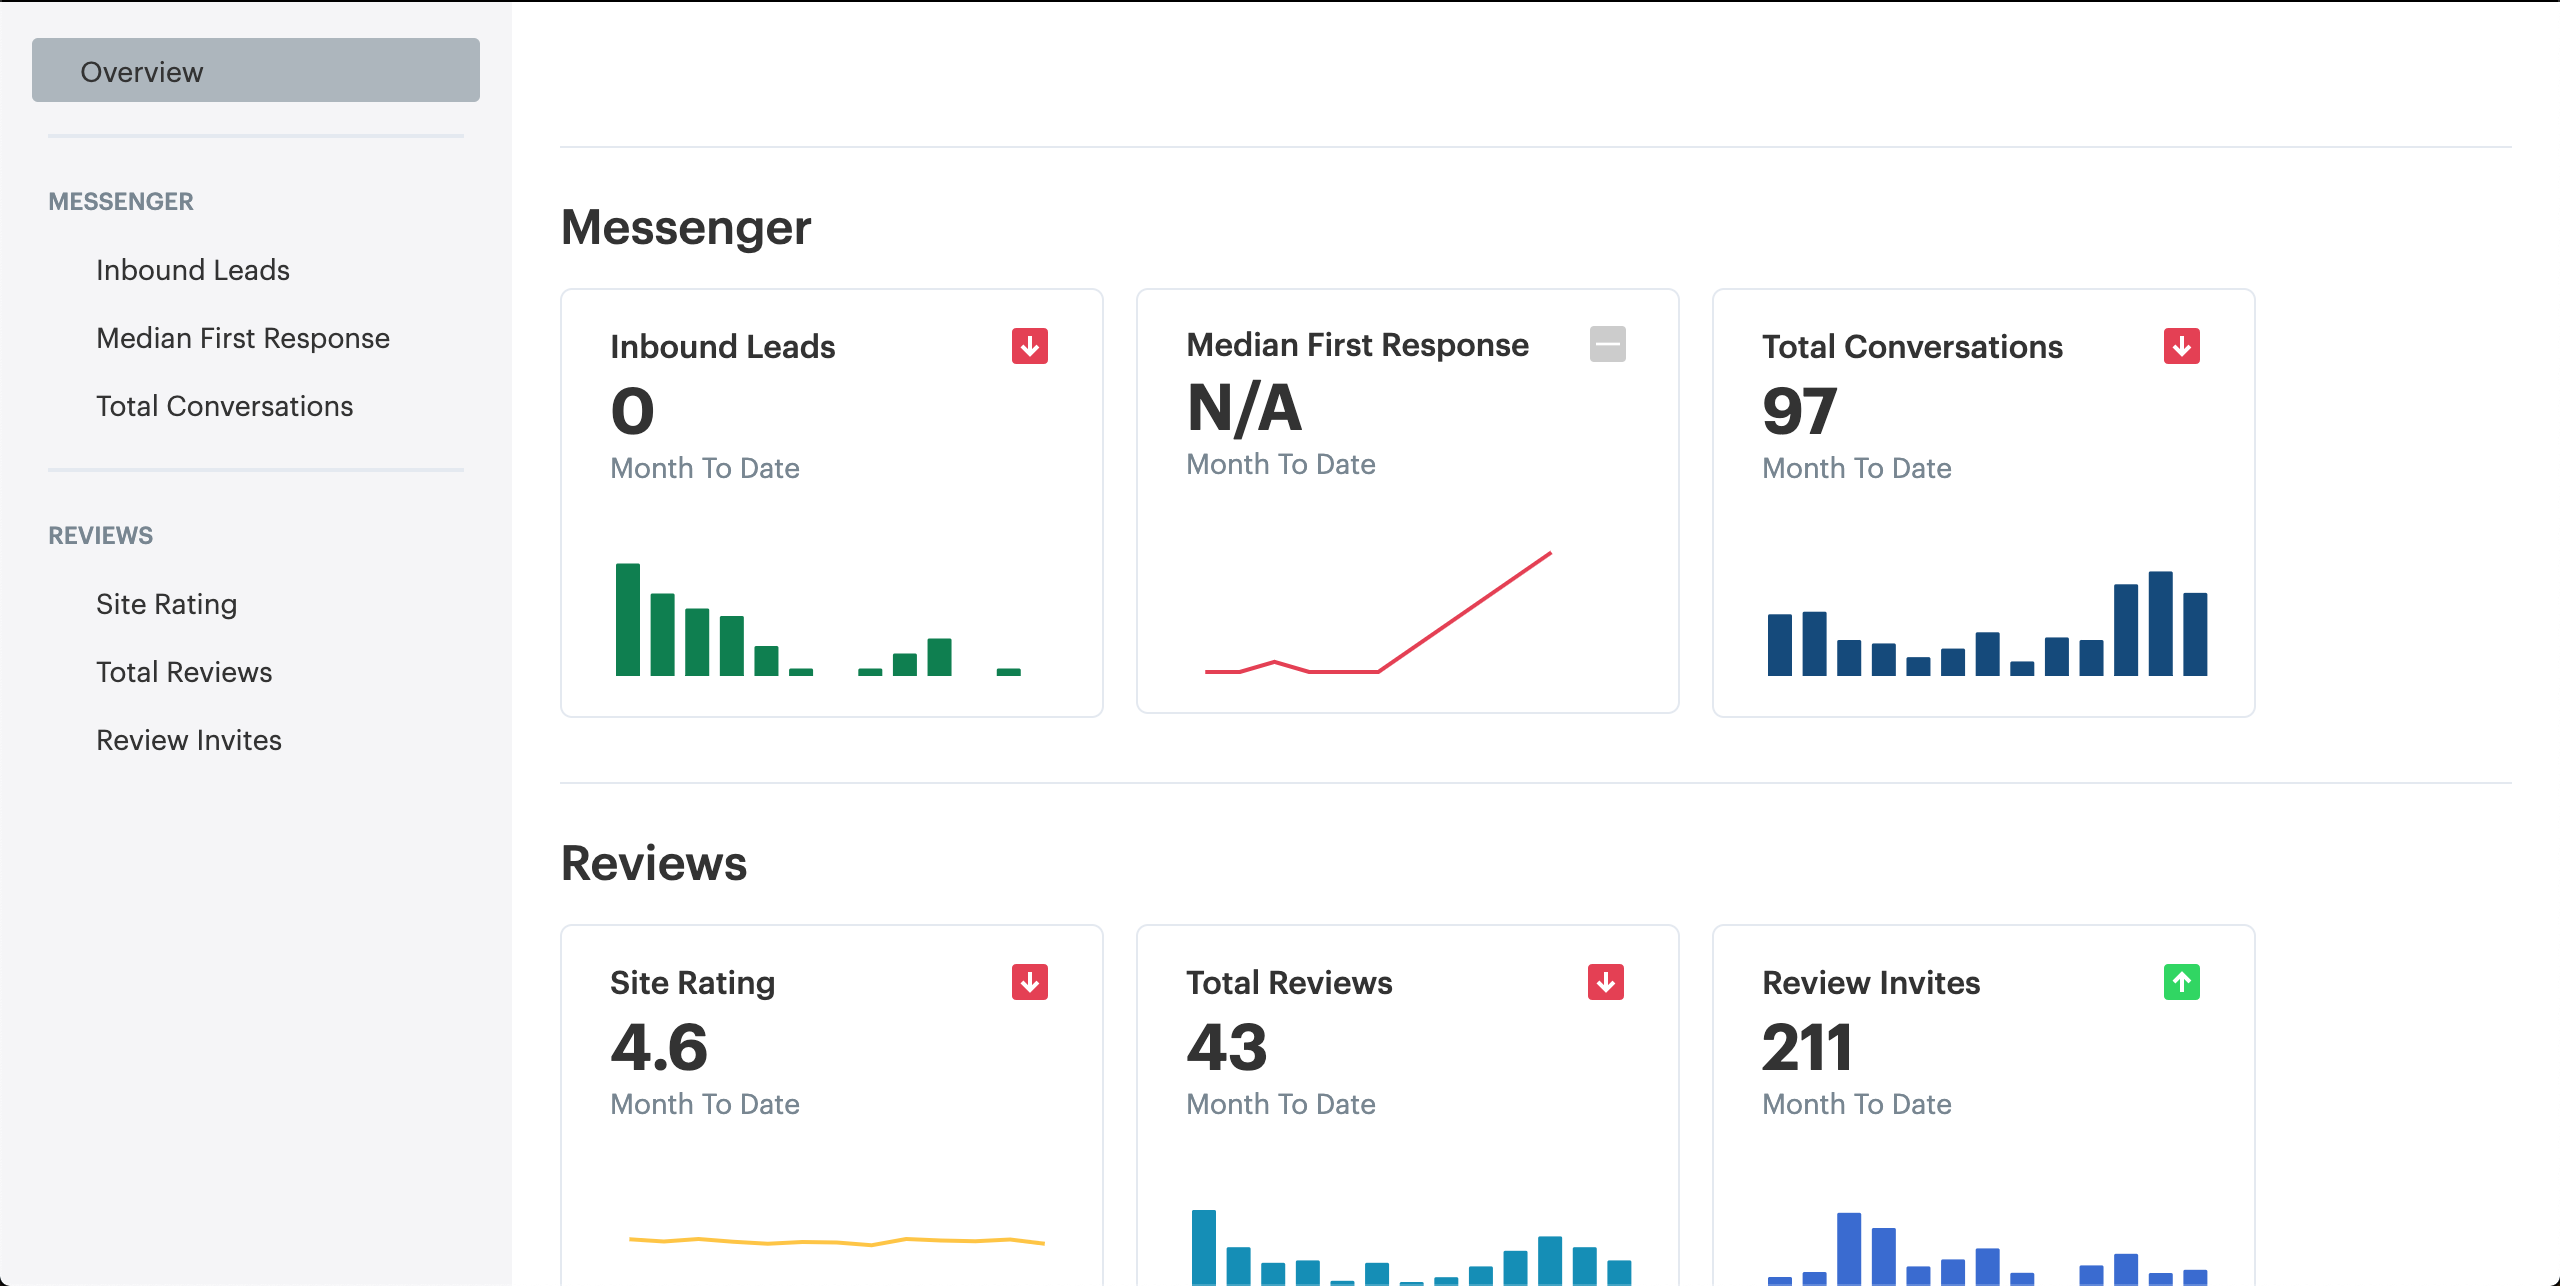 Overview
MESSENGER
Inbound Leads
Median First Response
Total Conversations
REVIEWS
Site Rating
Total Reviews
Review Invites
Messenger
Inbound Leads
0
Month To Date
Median First Response
N/A
Month To Date
Total Conversations
97
Month To Date
Reviews
Site Rating
4.6
Month To Date
Total Reviews
43
Month To Date
Review Invites
211
Month To Date